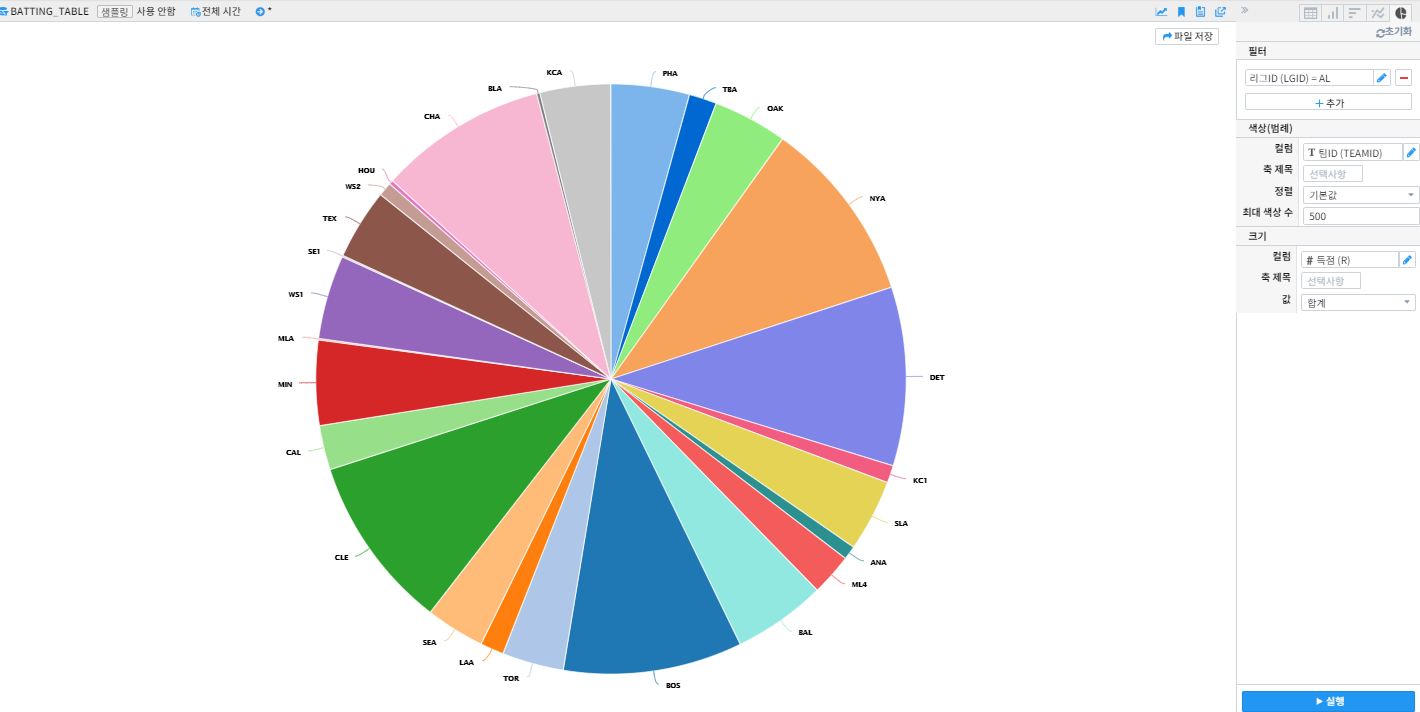 BATTING_TABLE 샘플링 사용 안함 전체 시간 *
파일 저장
초기화
KCA
PHA
BLA
TBA
CHA
OAK
HOU
WS2
NYA
TEX
SE1
WS1
MLA
DET
MIN
CAL
KC1
SLA
CLE
ANA
ML4
BAL
SEA
LAA
TOR
BOS
필터
리그ID (LGID) = AL
+ 추가
색상(범례)
컬럼 T 팀ID (TEAMID)
축 제목 선택사항
정렬 기본값
최대 색상 수 500
크기
컬럼 # 득점 (R)
축 제목 선택사항
값 합계
실행